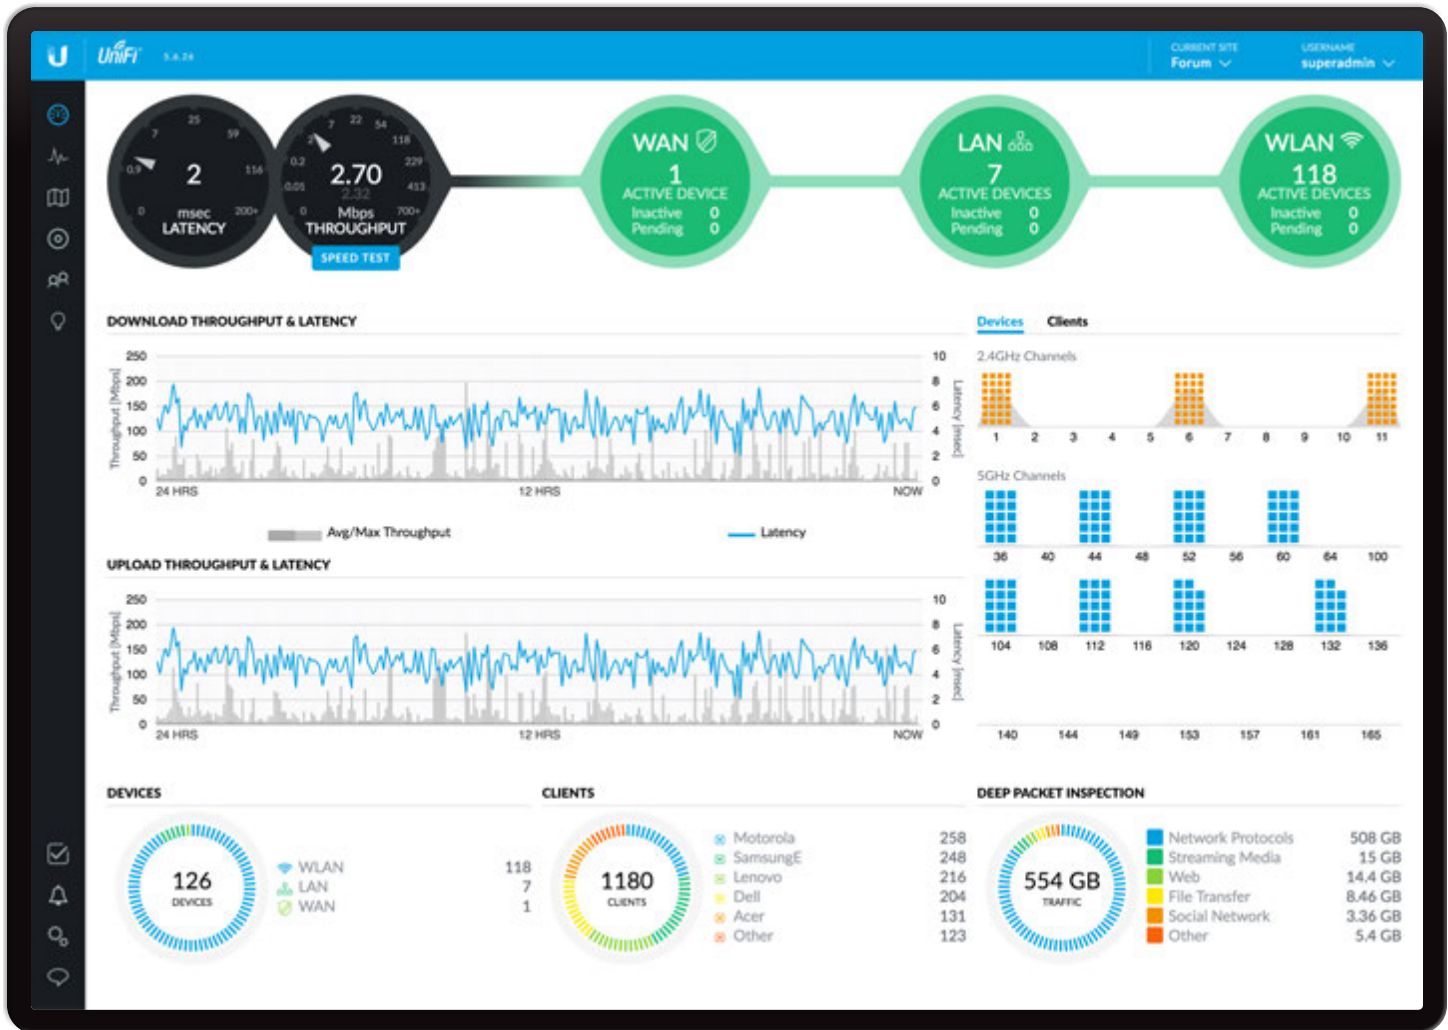 UniFi 5.6.26
CURRENT SITE
Forum
USERNAME
superadmin
0 0.9 7 25 59 116 200+
2
msec
LATENCY
0 0.01 0.2 2 7 22 54 118 229 413 700+
2.70
2.32
Mbps
THROUGHPUT
SPEED TEST
WAN
1
ACTIVE DEVICE
Inactive 0
Pending 0
LAN
7
ACTIVE DEVICES
Inactive 0
Pending 0
WLAN
118
ACTIVE DEVICES
Inactive 0
Pending 0
DOWNLOAD THROUGHPUT & LATENCY
Throughput [Mbps]
250
200
150
100
50
0
24 HRS 12 HRS NOW
10
8
6
4
2
0
Latency [msec]
Avg/Max Throughput Latency
UPLOAD THROUGHPUT & LATENCY
Throughput [Mbps]
250
200
150
100
50
0
24 HRS 12 HRS NOW
10
8
6
4
2
0
Latency [msec]
Devices Clients
2.4GHz Channels
1 2 3 4 5 6 7 8 9 10 11
5GHz Channels
36 40 44 48 52 56 60 64 100
104 108 112 116 120 124 128 132 136
140 144 149 153 157 161 165
DEVICES
126
DEVICES
WLAN 118
LAN 7
WAN 1
CLIENTS
1180
CLIENTS
Motorola 258
SamsungE 248
Lenovo 216
Dell 204
Acer 131
Other 123
DEEP PACKET INSPECTION
554 GB
TRAFFIC
Network Protocols 508 GB
Streaming Media 15 GB
Web 14.4 GB
File Transfer 8.46 GB
Social Network 3.36 GB
Other 5.4 GB